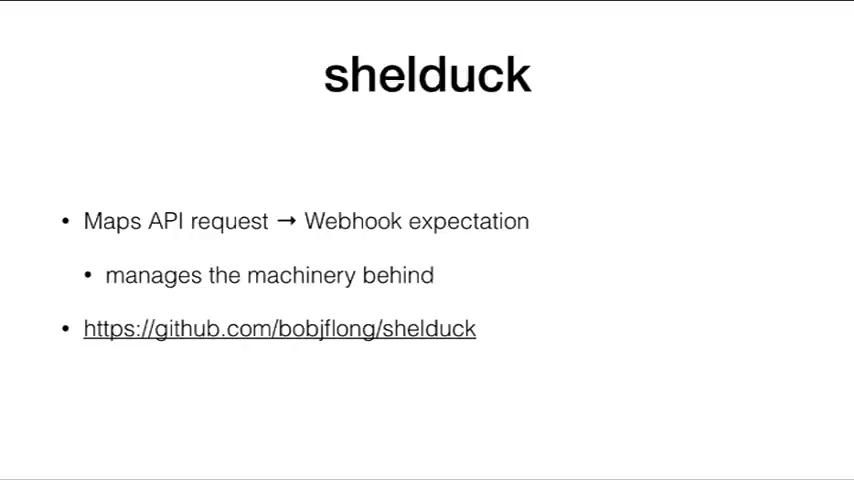 shelduck
• Maps API request → Webhook expectation
• manages the machinery behind
• https://github.com/bobjflong/shelduck